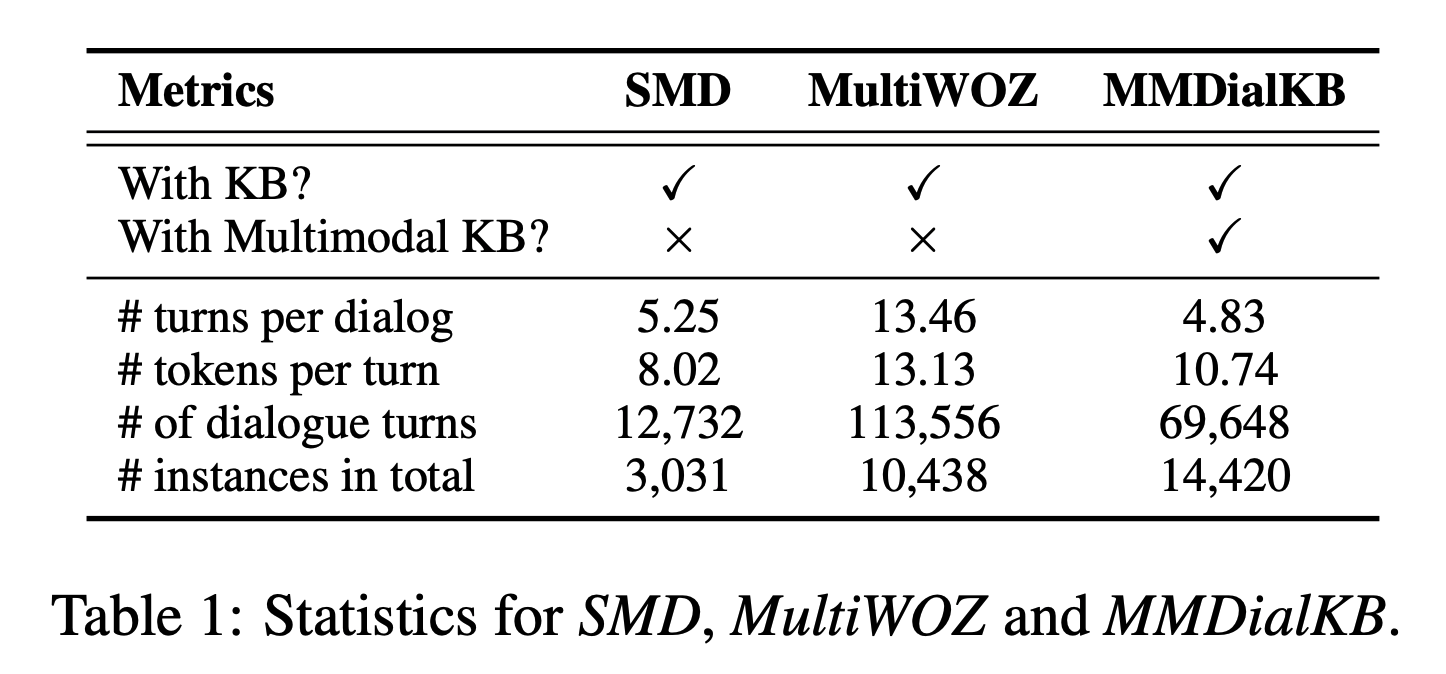 Metrics SMD MultiWOZ MMDialKB
With KB? ✓ ✓ ✓
With Multimodal KB? × × ✓
# turns per dialog 5.25 13.46 4.83
# tokens per turn 8.02 13.13 10.74
# of dialogue turns 12,732 113,556 69,648
# instances in total 3,031 10,438 14,420
Table 1: Statistics for SMD, MultiWOZ and MMDialKB.